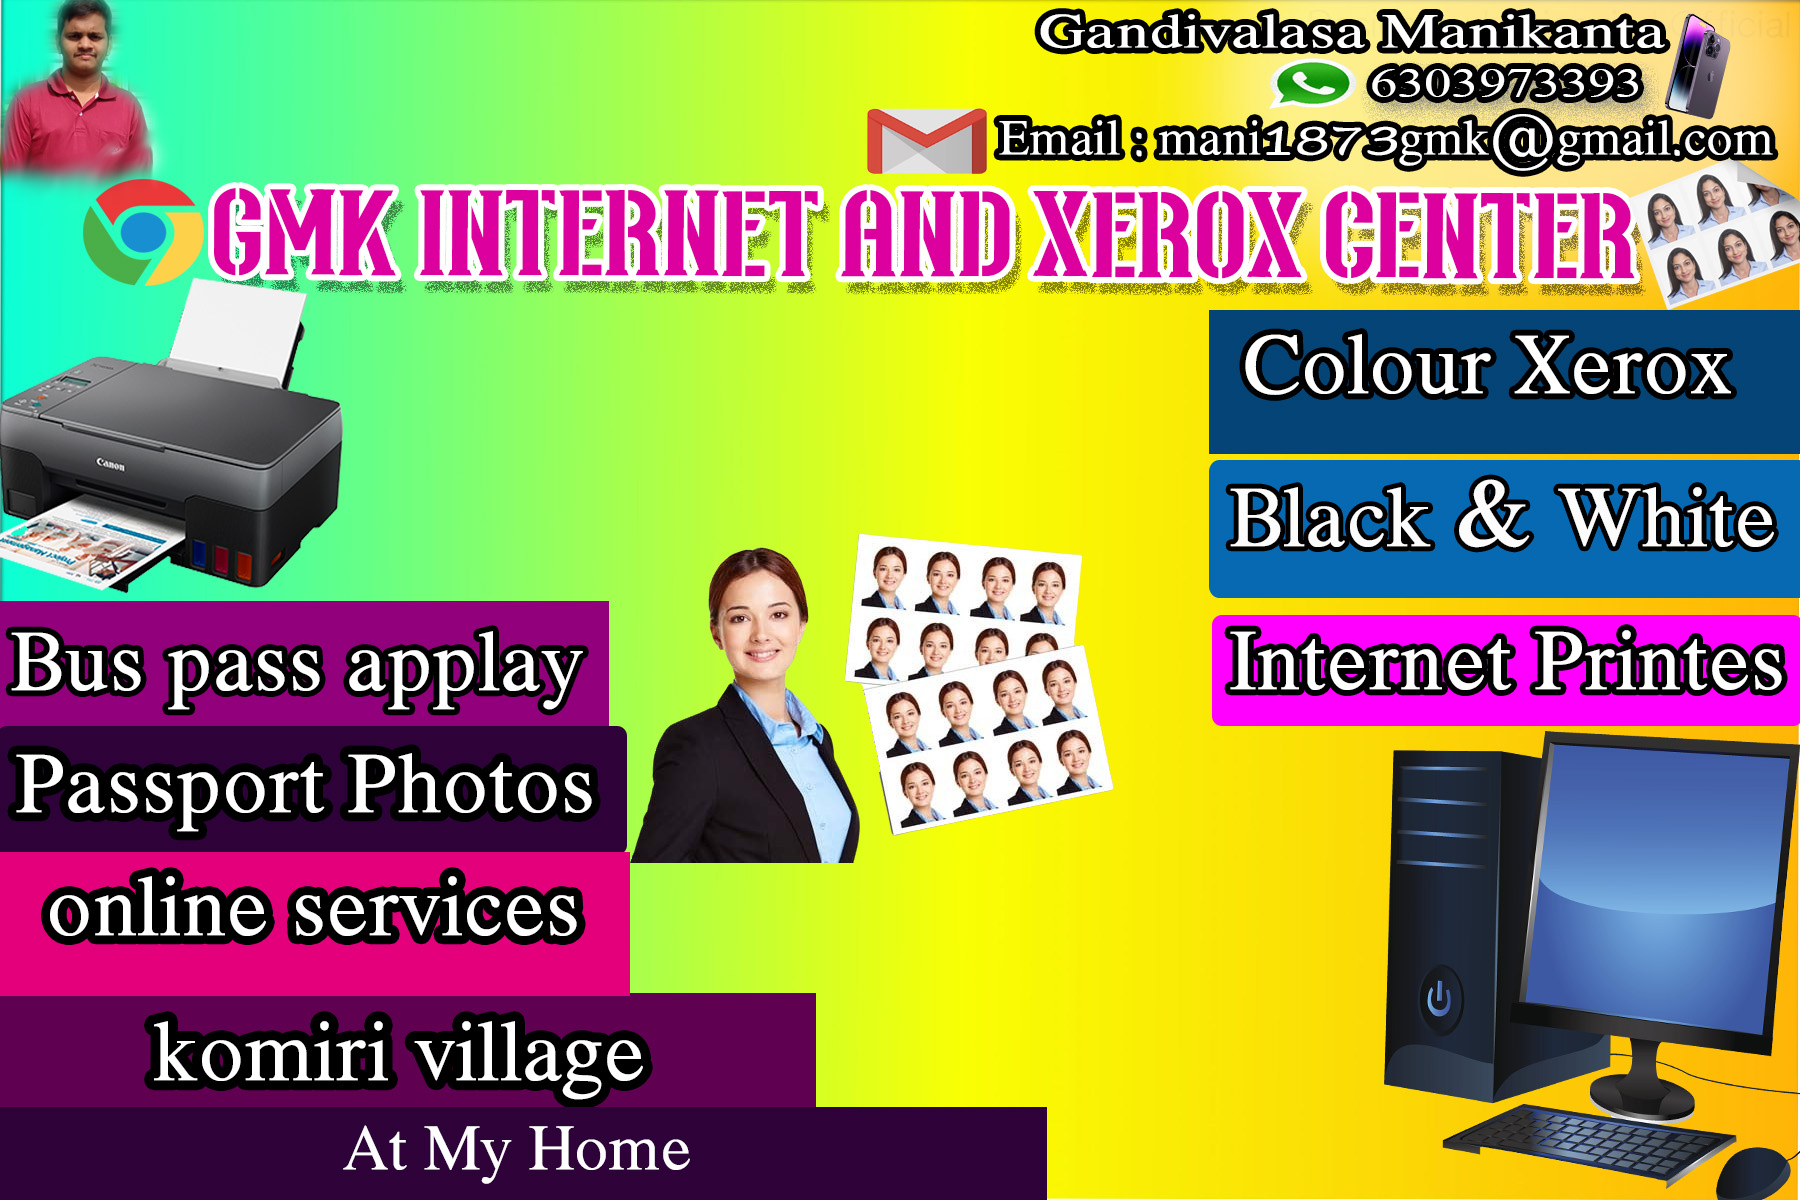 Gandivalasa Manikanta
6303973393
Email : mani1873gmk@gmail.com
GMK INTERNET AND XEROX CENTER
Colour Xerox
Black & White
Internet Printes
Canon
Bus pass applay
Passport Photos
online services
komiri village
At My Home